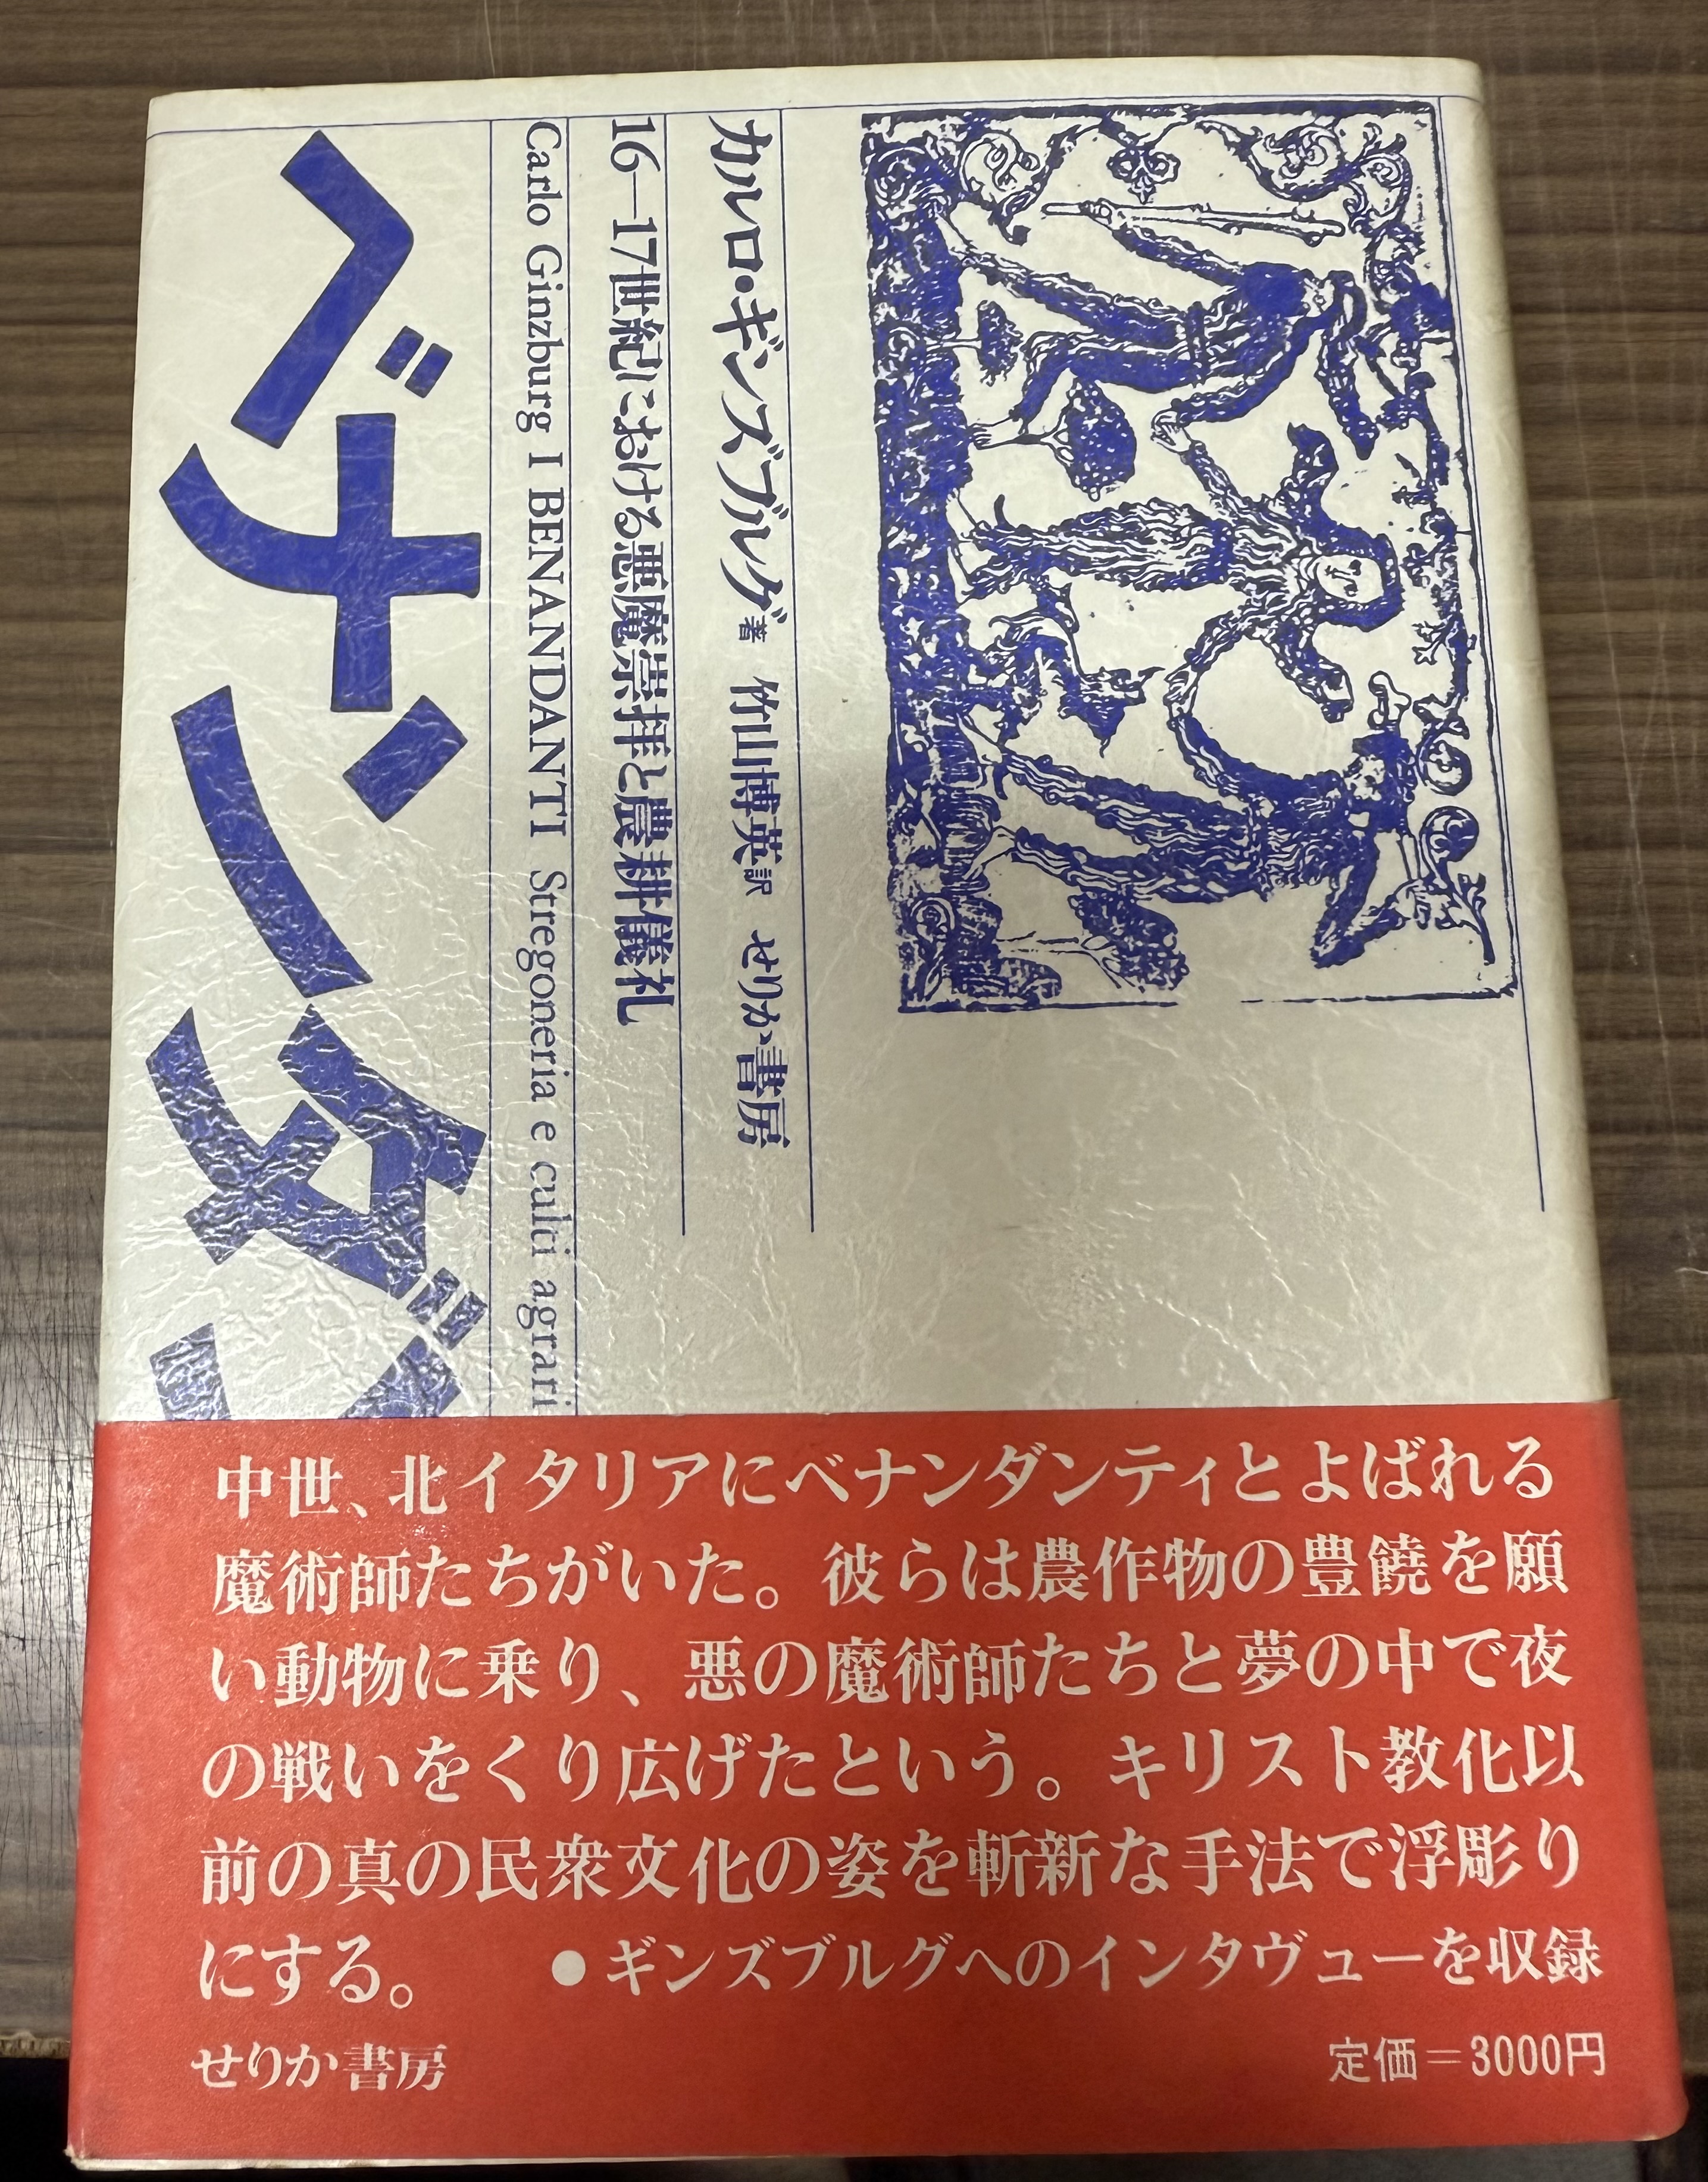 ベナンダン
Carlo Ginzburg I BENANDANTI Stregoneria e culti agrari
16—17世紀における悪魔崇拝と農耕儀礼
カルロ・ギンズブルグ著 竹山博英訳 せりか書房
中世、北イタリアにベナンダンティとよばれる
魔術師たちがいた。彼らは農作物の豊饒を願
い動物に乗り、悪の魔術師たちと夢の中で夜
の戦いをくり広げたという。キリスト教化以
前の真の民衆文化の姿を斬新な手法で浮彫り
にする。 ●ギンズブルグへのインタヴューを収録
せりか書房 定価=3000円